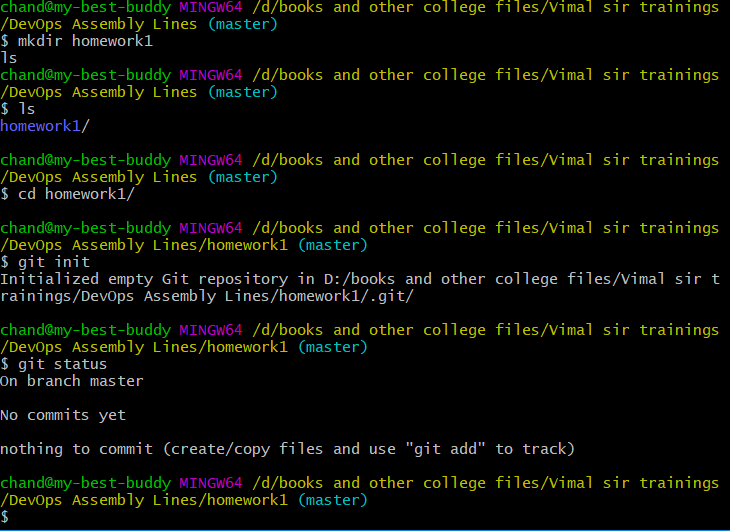 chand@my-best-buddy MINGW64 /d/books and other college files/Vimal sir trainings
/DevOps Assembly Lines (master)
$ mkdir homework1
ls
chand@my-best-buddy MINGW64 /d/books and other college files/Vimal sir trainings
/DevOps Assembly Lines (master)
$ ls
homework1/

chand@my-best-buddy MINGW64 /d/books and other college files/Vimal sir trainings
/DevOps Assembly Lines (master)
$ cd homework1/

chand@my-best-buddy MINGW64 /d/books and other college files/Vimal sir trainings
/DevOps Assembly Lines/homework1 (master)
$ git init
Initialized empty Git repository in D:/books and other college files/Vimal sir t
rainings/DevOps Assembly Lines/homework1/.git/

chand@my-best-buddy MINGW64 /d/books and other college files/Vimal sir trainings
/DevOps Assembly Lines/homework1 (master)
$ git status
On branch master

No commits yet

nothing to commit (create/copy files and use "git add" to track)

chand@my-best-buddy MINGW64 /d/books and other college files/Vimal sir trainings
/DevOps Assembly Lines/homework1 (master)
$